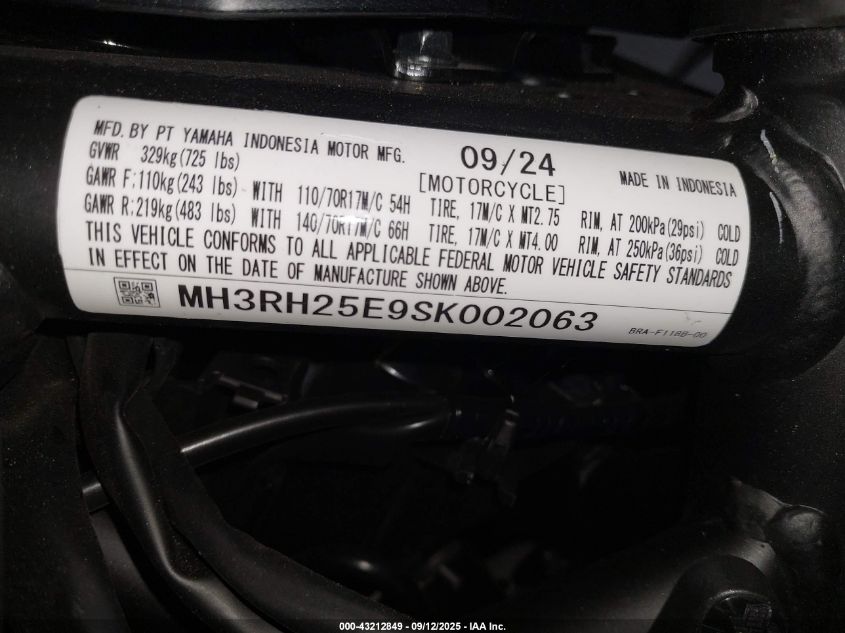 MFD. BY PT YAMAHA INDONESIA MOTOR MFG. 09/24
GVWR 329kg(725 lbs) [MOTORCYCLE] MADE IN INDONESIA
GAWR F:110kg(243 lbs) WITH 110/70R17M/C 54H TIRE, 17M/C X MT2.75 RIM, AT 200kPa(29psi) COLD
GAWR R:219kg(483 lbs) WITH 140/70R17M/C 66H TIRE, 17M/C X MT4.00 RIM, AT 250kPa(36psi) COLD
THIS VEHICLE CONFORMS TO ALL APPLICABLE FEDERAL MOTOR VEHICLE SAFETY STANDARDS
IN EFFECT ON THE DATE OF MANUFACTURE SHOWN ABOVE.
MH3RH25E9SK002063
BRA-F118B-00
000-43212849 - 09/12/2025 - IAA Inc.